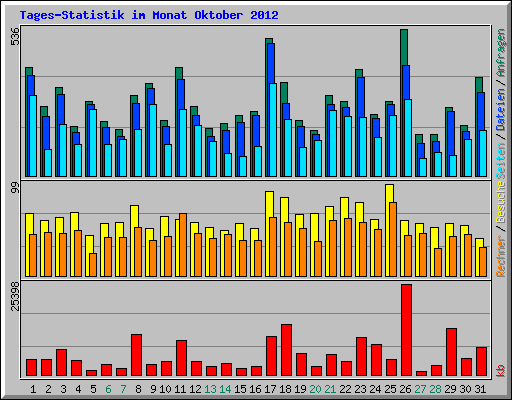 Tages-Statistik im Monat Oktober 2012
536
99
25398
Rechner / Besuche Seiten / Dateien / Anfragen
kb
1 2 3 4 5 6 7 8 9 10 11 12 13 14 15 16 17 18 19 20 21 22 23 24 25 26 27 28 29 30 31